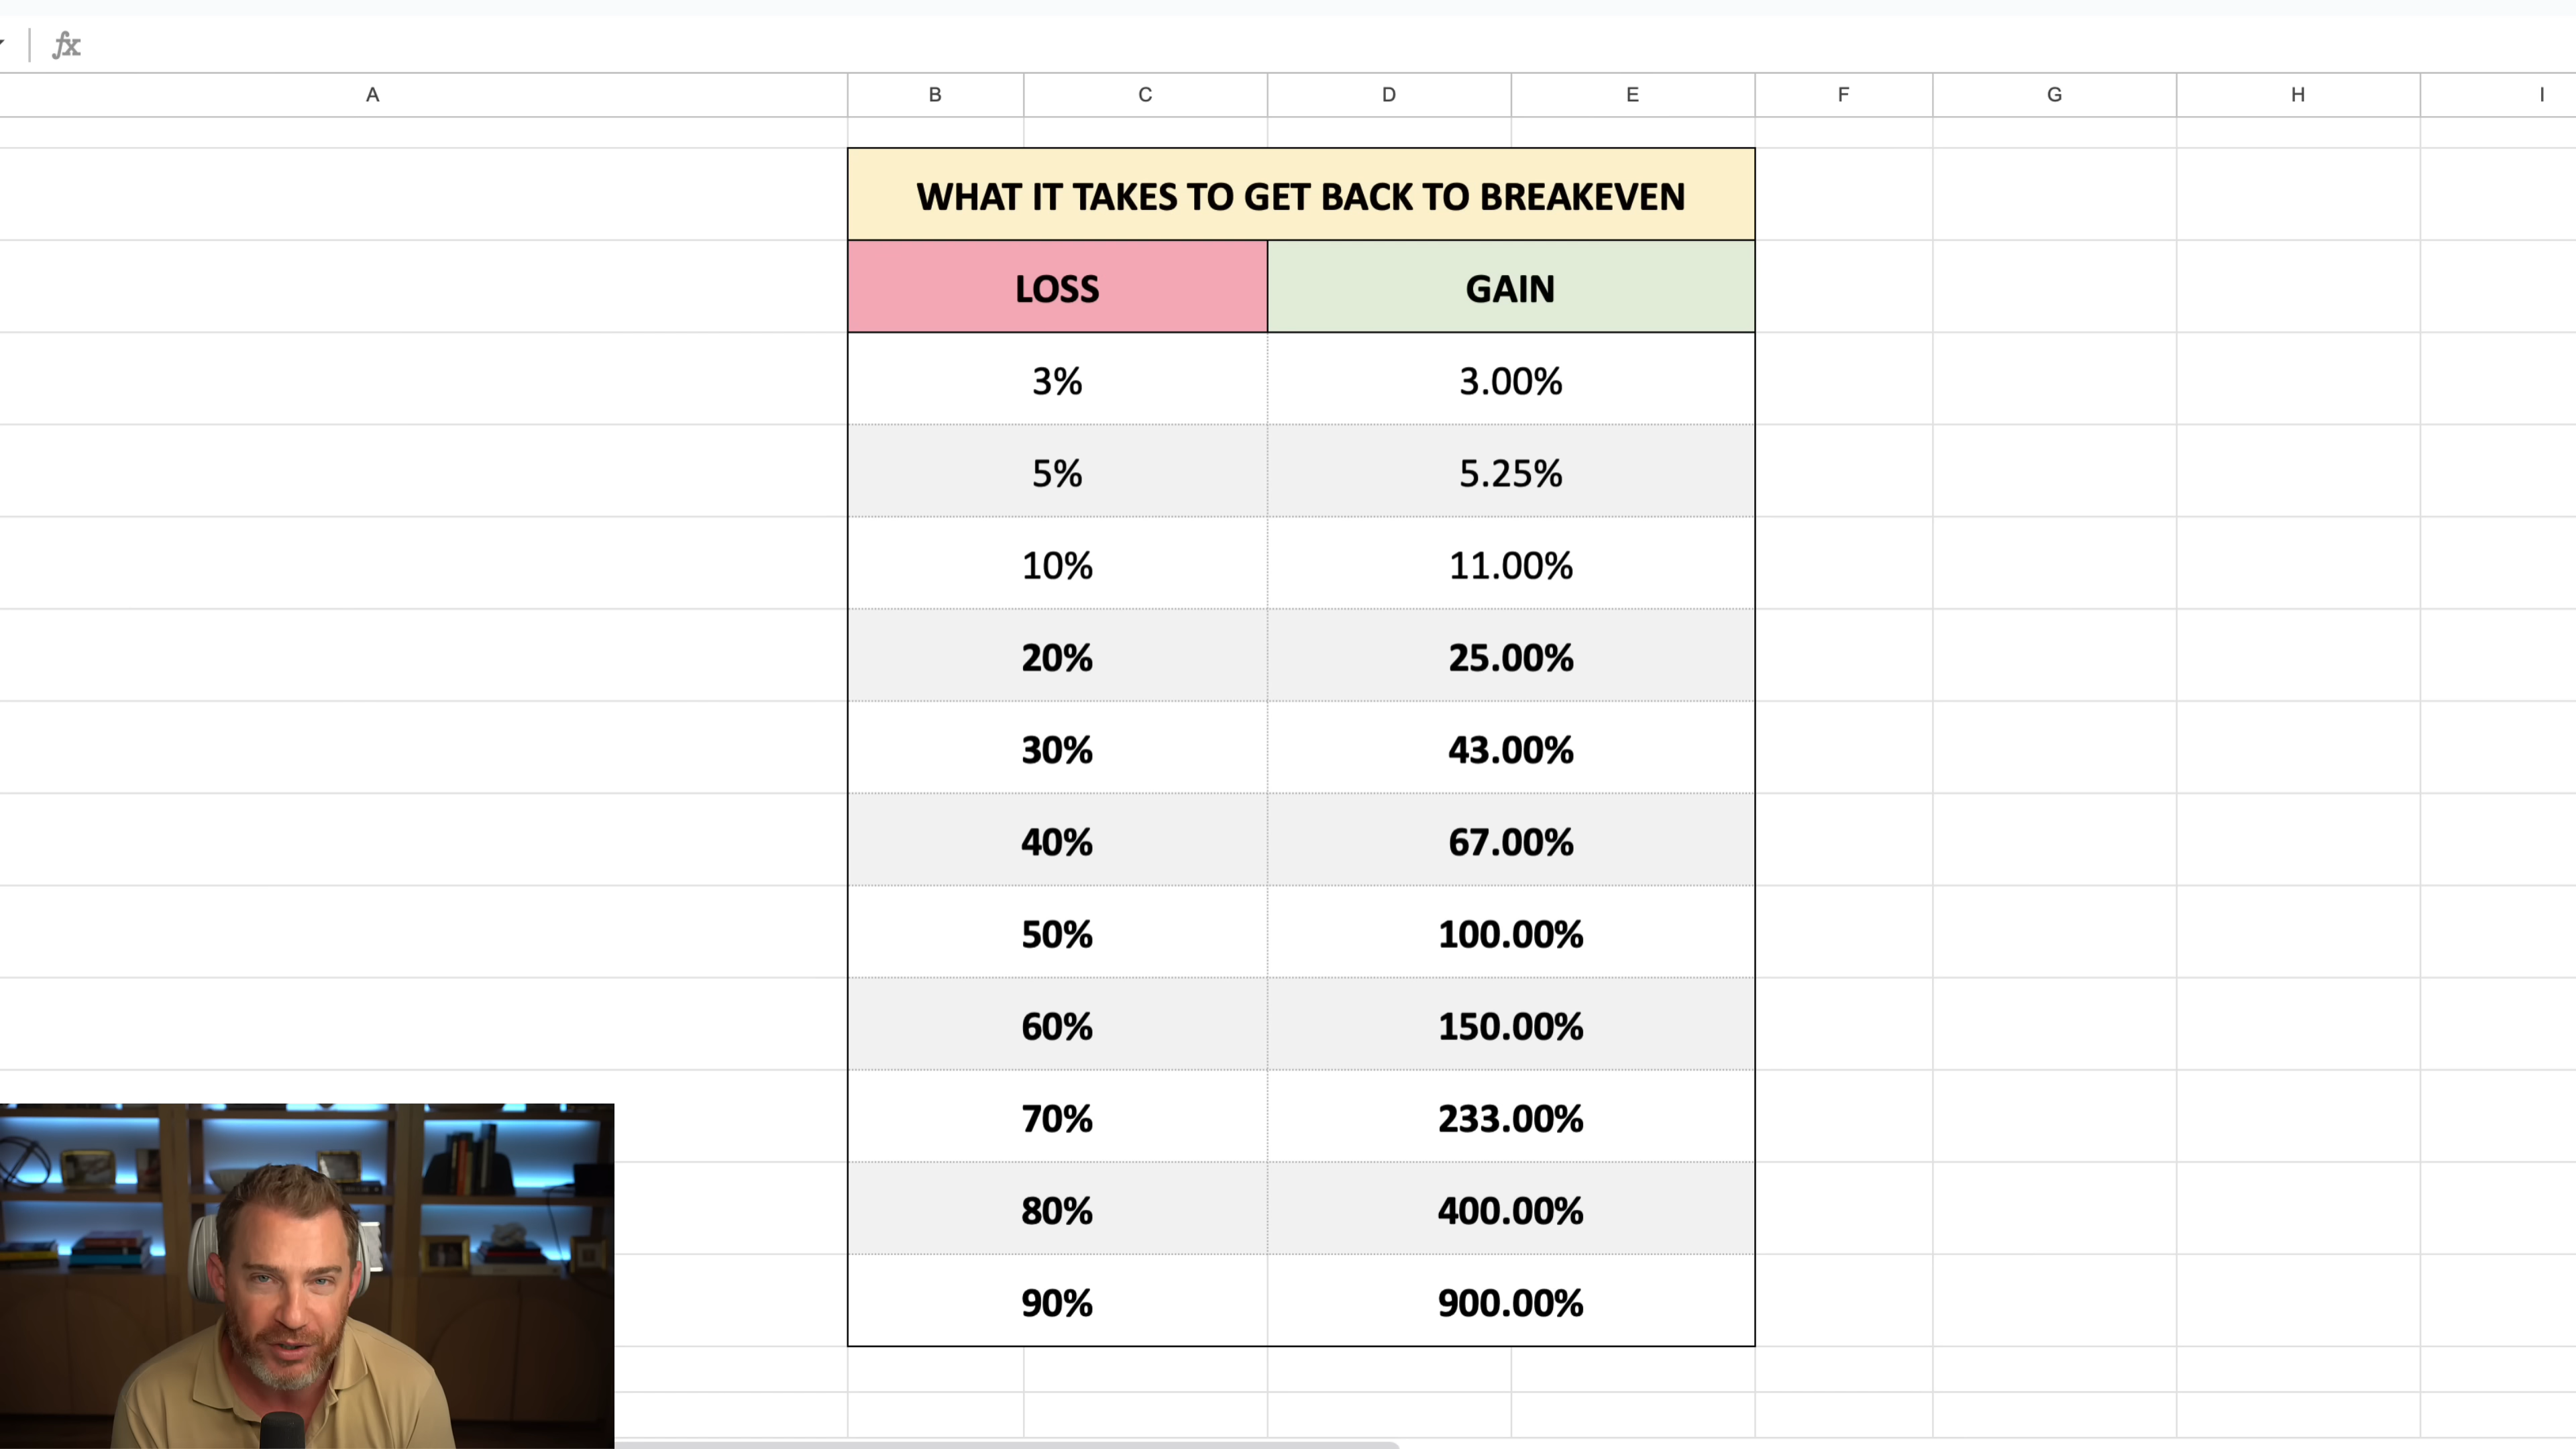 fx
A B C D E F G H I
WHAT IT TAKES TO GET BACK TO BREAKEVEN
LOSS GAIN
3% 3.00%
5% 5.25%
10% 11.00%
20% 25.00%
30% 43.00%
40% 67.00%
50% 100.00%
60% 150.00%
70% 233.00%
80% 400.00%
90% 900.00%